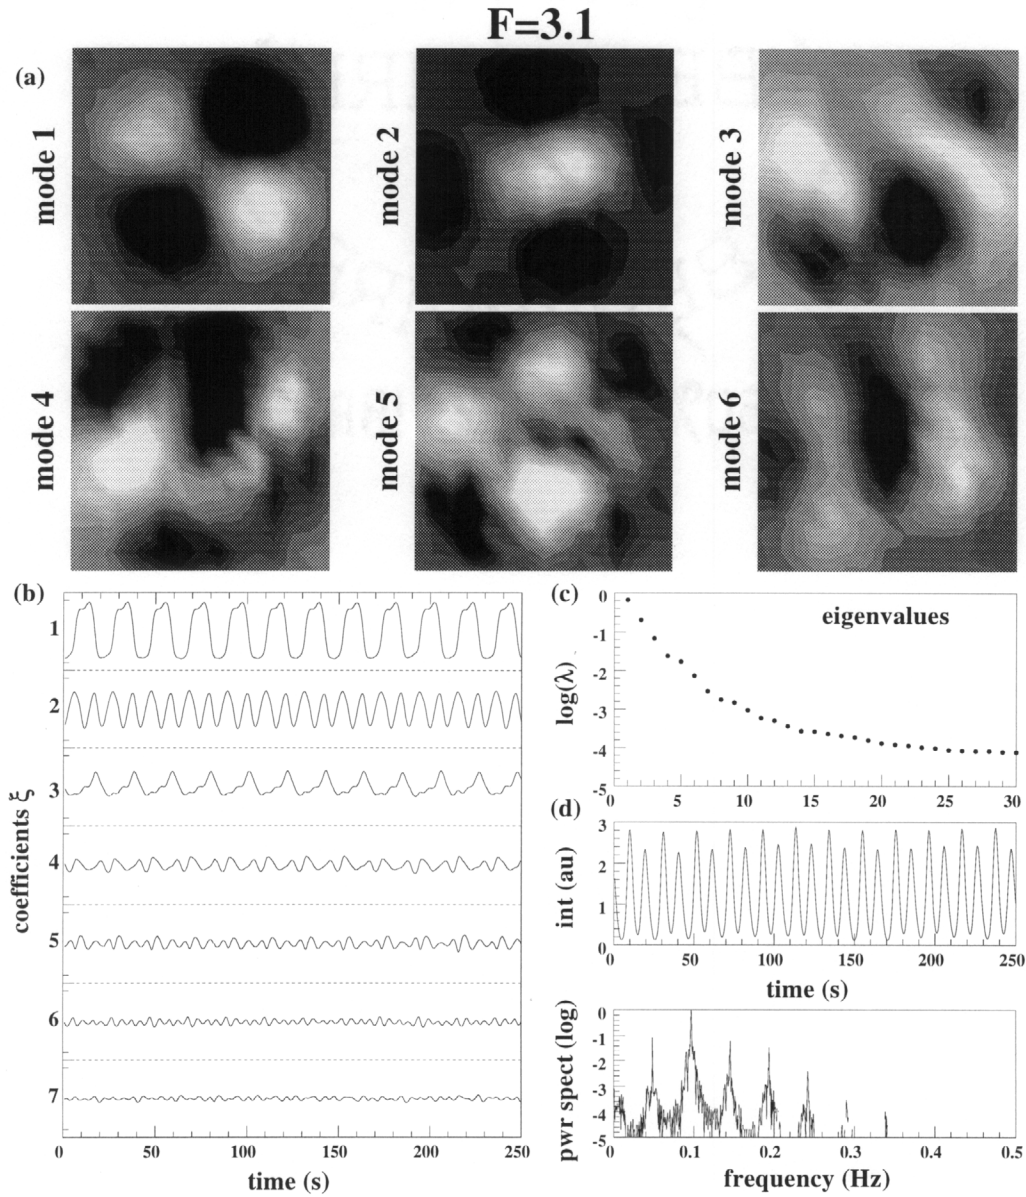 F=3.1
(a)
mode 1
mode 2
mode 3
mode 4
mode 5
mode 6
(b)
1
2
3
4
5
6
7
coefficients ξ
0 50 100 150 200 250
time (s)
(c)
eigenvalues
0
-1
-2
-3
-4
-5
log(λ)
0 5 10 15 20 25 30
(d)
3
2
1
0
int (au)
0 50 100 150 200 250
time (s)
0
-1
-2
-3
-4
-5
pwr spect (log)
0 0.1 0.2 0.3 0.4 0.5
frequency (Hz)